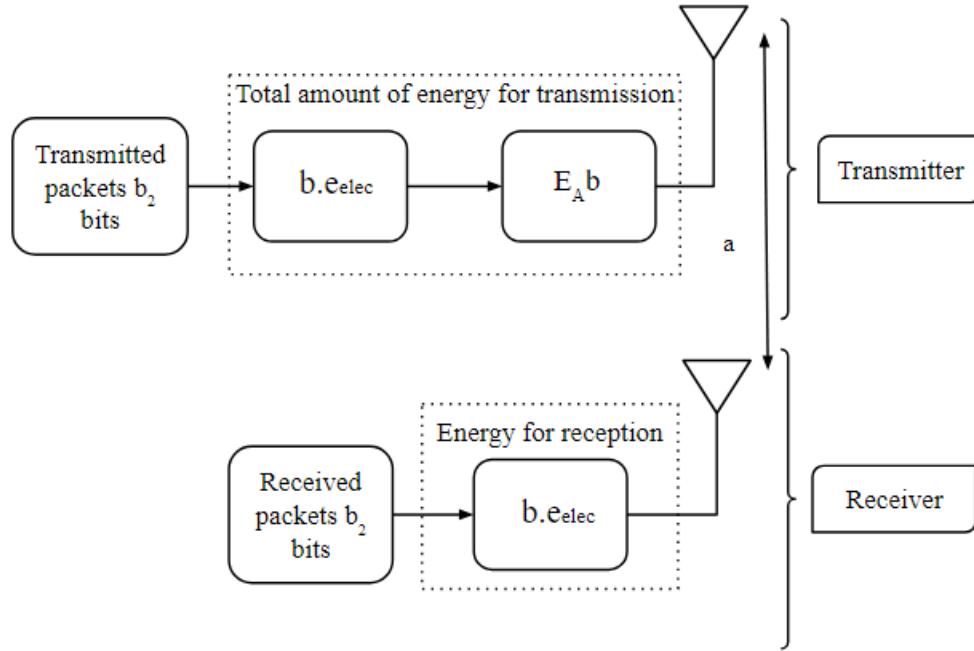 Total amount of energy for transmission
Transmitted
packets b₂
bits
b.eₑₗₑc
E_A b
Transmitter
a
Energy for reception
Received
packets b₂
bits
b.eₑₗₑc
Receiver